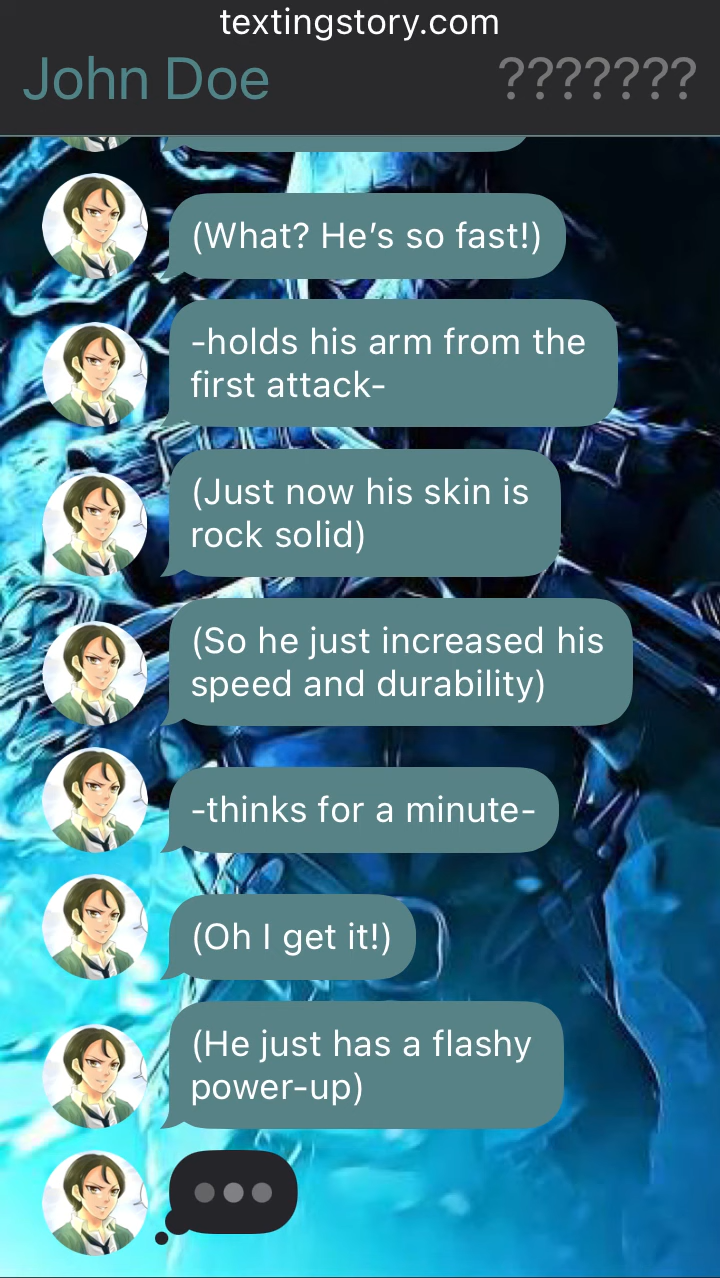 textingstory.com
John Doe
???????
(What? He’s so fast!)
-holds his arm from the
first attack-
(Just now his skin is
rock solid)
(So he just increased his
speed and durability)
-thinks for a minute-
(Oh I get it!)
(He just has a flashy
power-up)